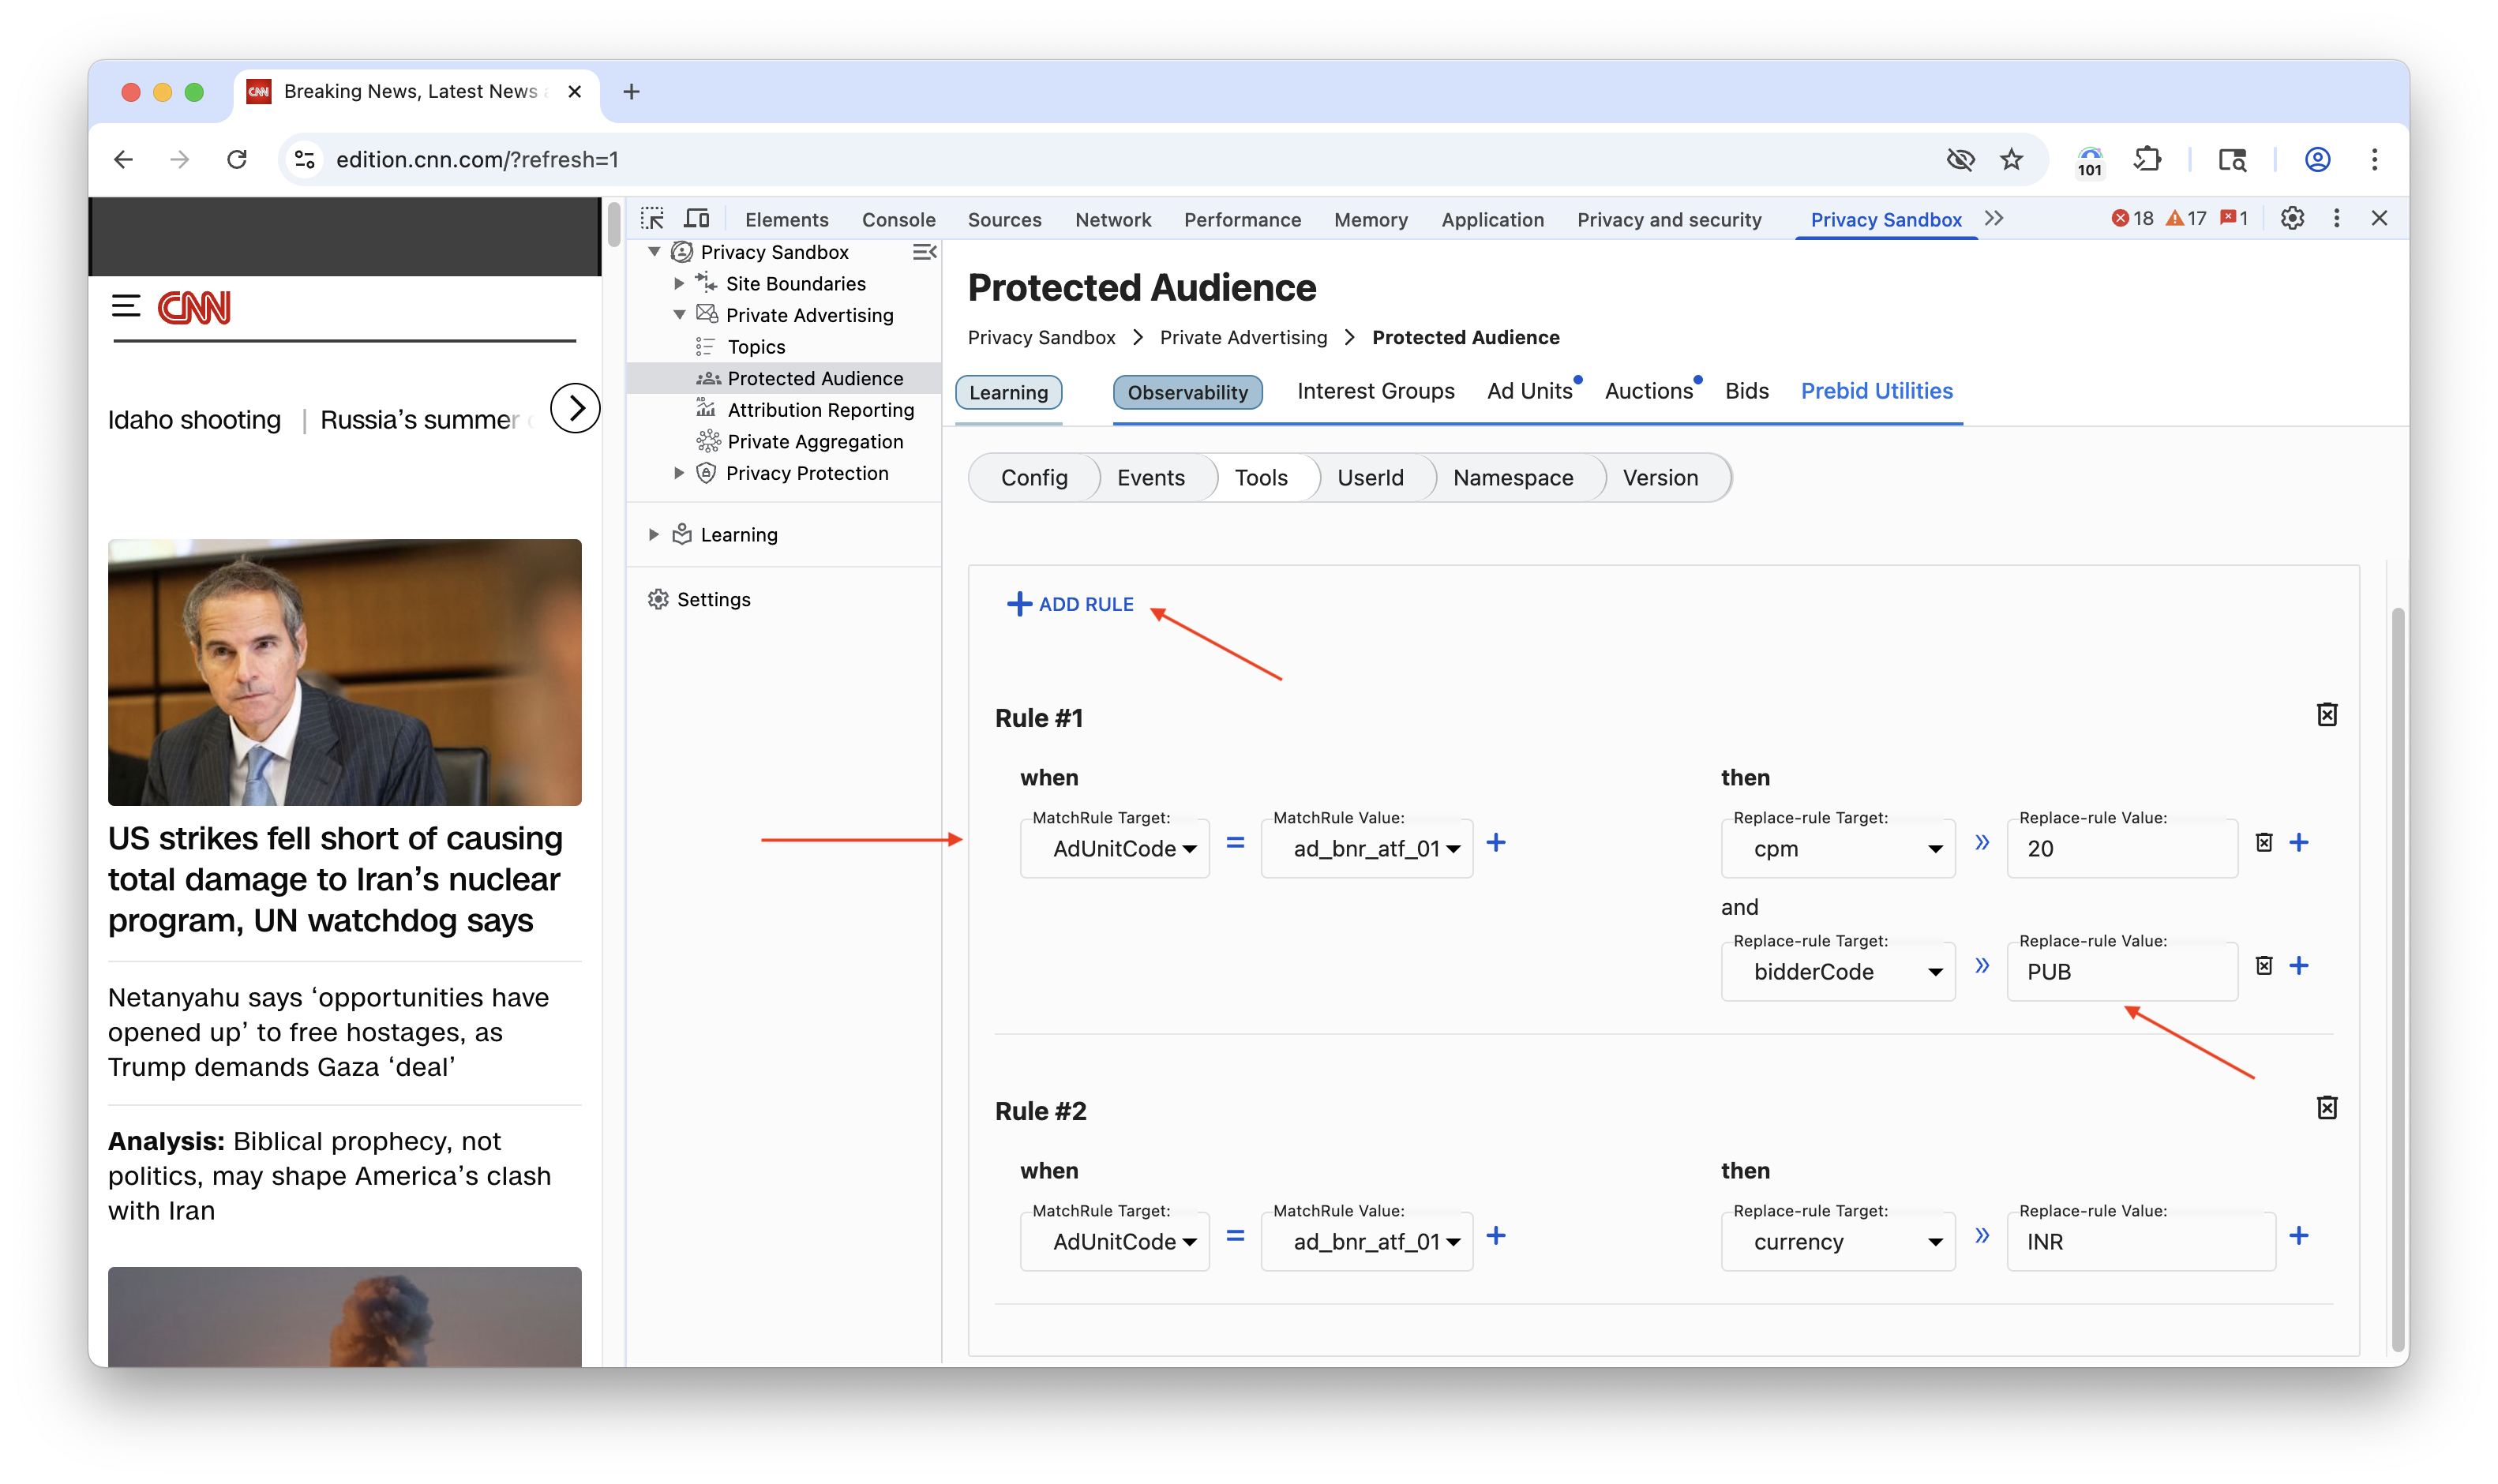 CNN Breaking News, Latest News
edition.cnn.com/?refresh=1
101
Elements Console Sources Network Performance Memory Application Privacy and security Privacy Sandbox 18 17 1
CNN
Idaho shooting | Russia’s summer
US strikes fell short of causing
total damage to Iran’s nuclear
program, UN watchdog says
Netanyahu says ‘opportunities have
opened up’ to free hostages, as
Trump demands Gaza ‘deal’
Analysis: Biblical prophecy, not
politics, may shape America’s clash
with Iran
Privacy Sandbox
Site Boundaries
Private Advertising
Topics
Protected Audience
AD Attribution Reporting
Private Aggregation
Privacy Protection
Learning
Settings
Protected Audience
Privacy Sandbox > Private Advertising > Protected Audience
Learning Observability Interest Groups Ad Units Auctions Bids Prebid Utilities
Config Events Tools UserId Namespace Version
+ ADD RULE
Rule #1
when then
MatchRule Target: MatchRule Value: Replace-rule Target: Replace-rule Value:
AdUnitCode = ad_bnr_atf_01 + cpm » 20 +
and
Replace-rule Target: Replace-rule Value:
bidderCode » PUB +
Rule #2
when then
MatchRule Target: MatchRule Value: Replace-rule Target: Replace-rule Value:
AdUnitCode = ad_bnr_atf_01 + currency » INR +